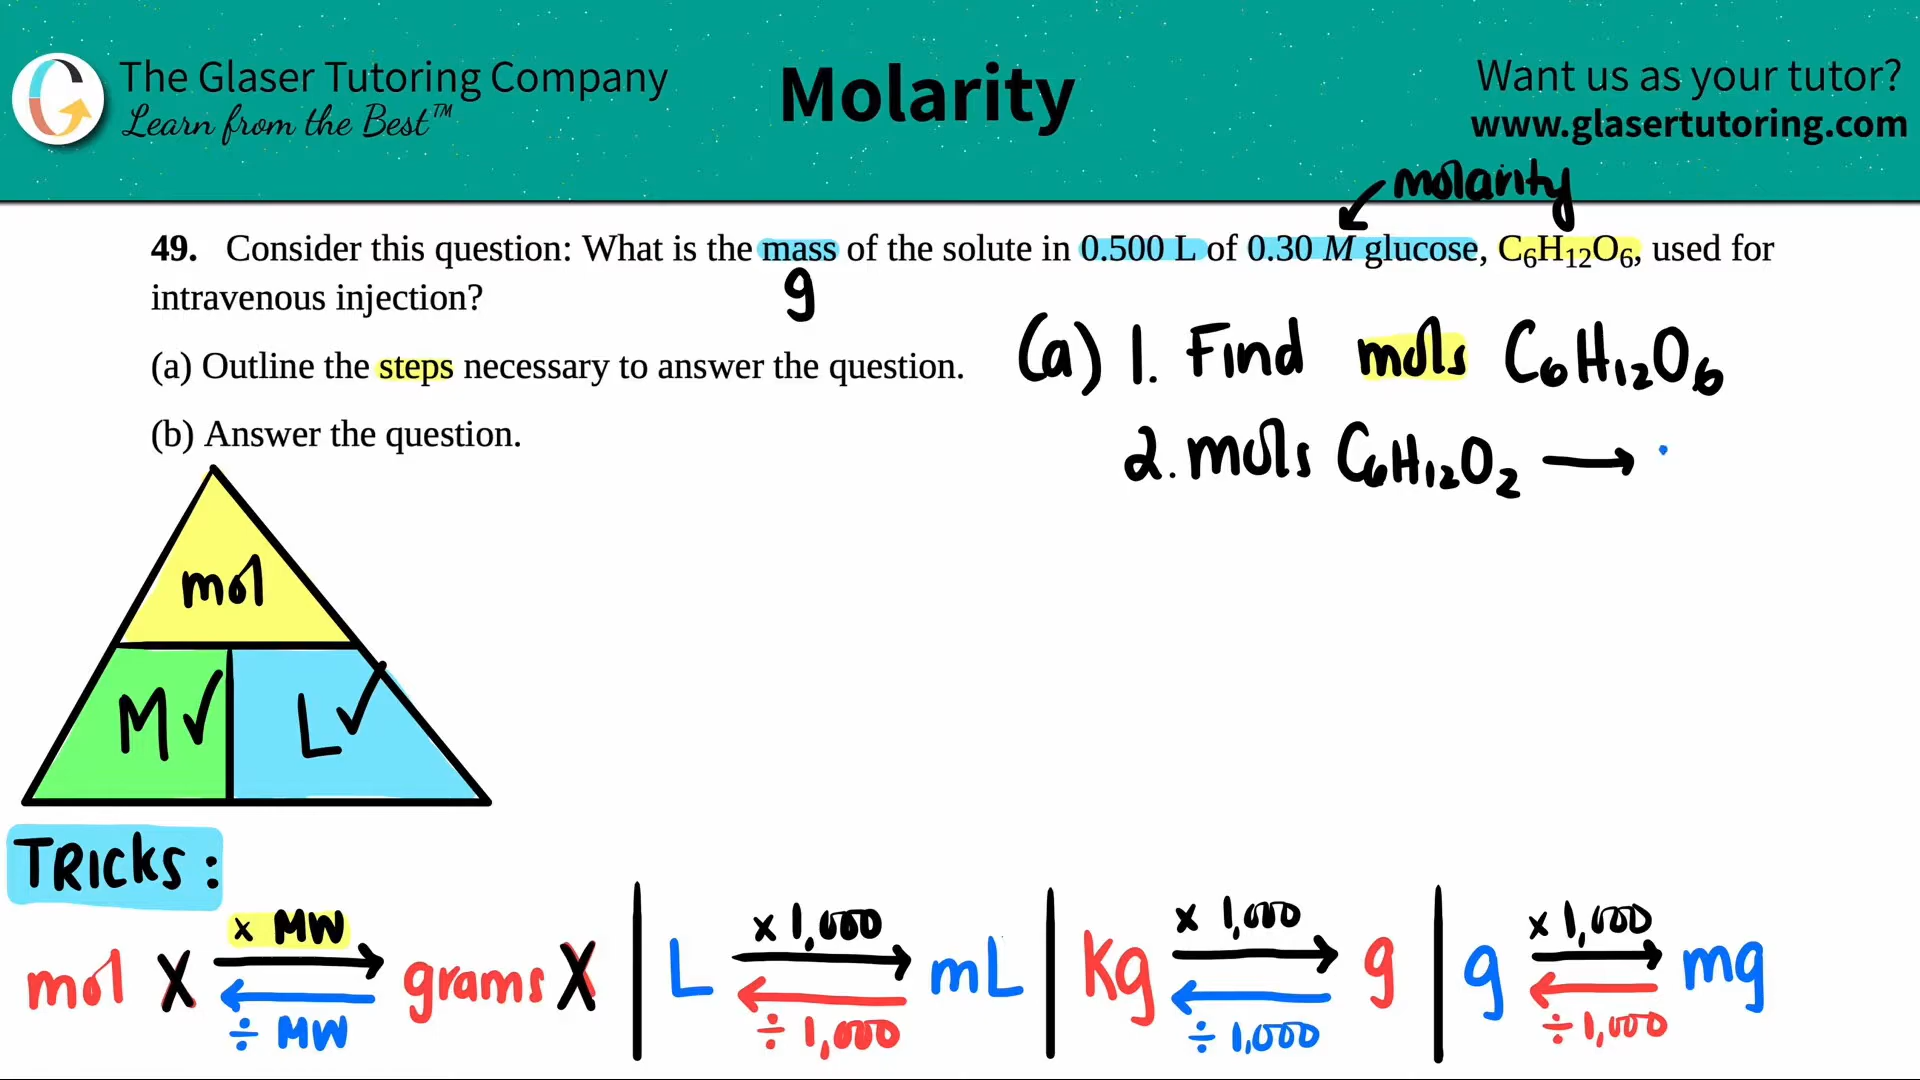 The Glaser Tutoring Company
Learn from the Best™
Molarity
Want us as your tutor?
www.glasertutoring.com
molarity
49. Consider this question: What is the mass of the solute in 0.500 L of 0.30 M glucose, C₆H₁₂O₆, used for
intravenous injection?
g
(a) Outline the steps necessary to answer the question.
(b) Answer the question.
(a) 1. Find mols C₆H₁₂O₆
2. mols C₆H₁₂O₂ →
mol
M✓ L✓
TRICKS:
x MW
mol X → grams X
← ÷ MW
x 1,000
L → mL
← ÷ 1,000
x 1,000
Kg → g
← ÷ 1,000
x 1,000
g → mg
← ÷ 1,000